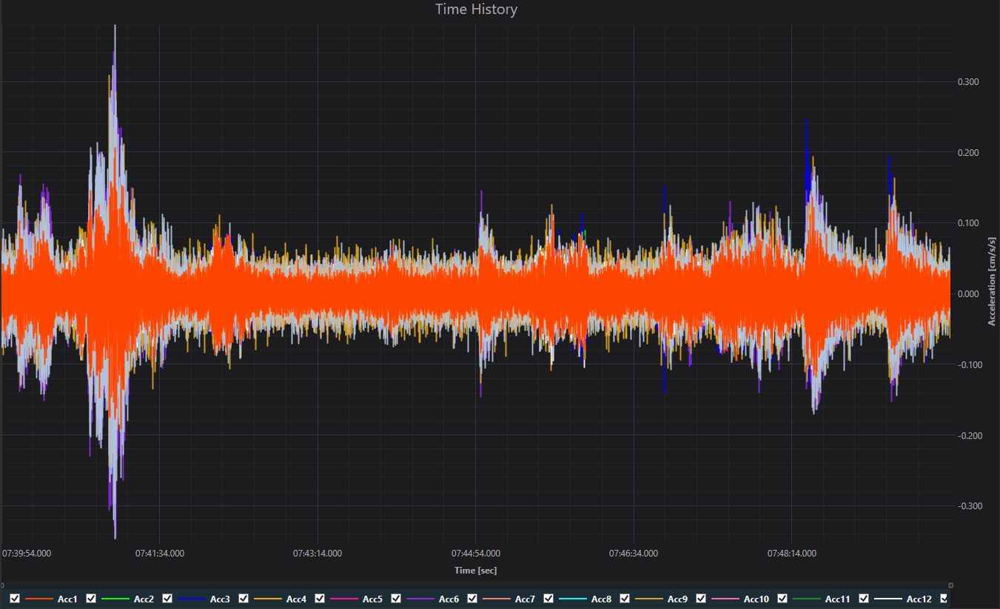 Time History
0.300
0.200
0.100
0.000
-0.100
-0.200
-0.300
Acceleration [cm/s/s]
07:39:54.000 07:41:34.000 07:43:14.000 07:44:54.000 07:46:34.000 07:48:14.000
Time [sec]
Acc1 Acc2 Acc3 Acc4 Acc5 Acc6 Acc7 Acc8 Acc9 Acc10 Acc11 Acc12